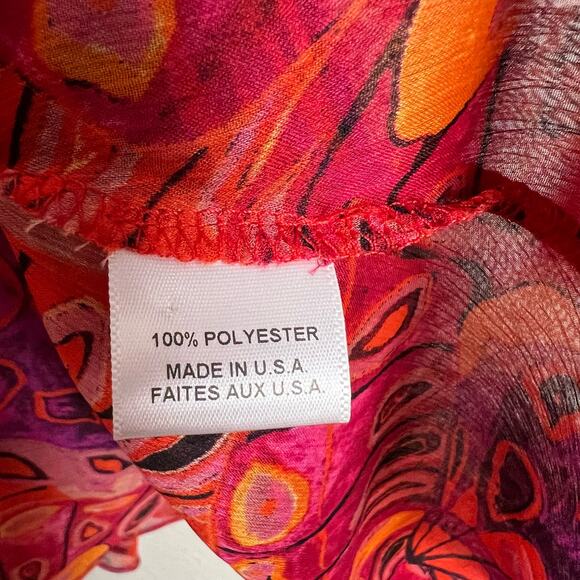 100% POLYESTER
MADE IN U.S.A.
FAITES AUX U.S.A.